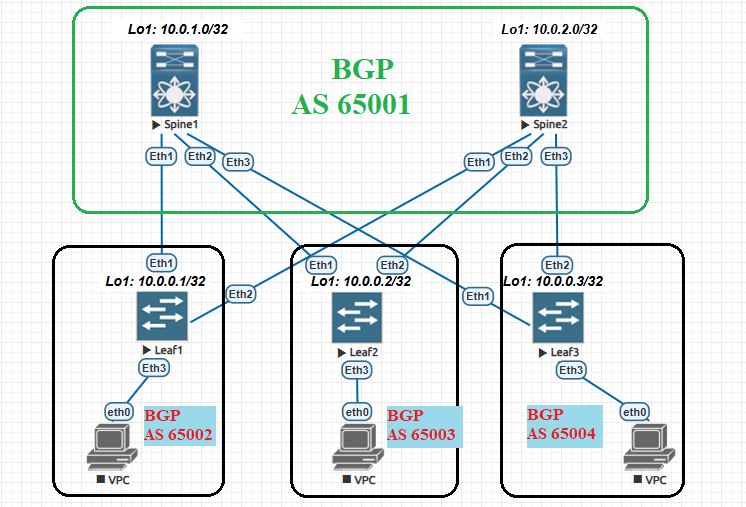 Lo1: 10.0.1.0/32
Lo1: 10.0.2.0/32
BGP
AS 65001
Spine1
Spine2
Eth1
Eth2
Eth3
Eth1
Eth2
Eth3
Eth1
Eth1
Eth2
Eth2
Lo1: 10.0.0.1/32
Lo1: 10.0.0.2/32
Lo1: 10.0.0.3/32
Eth2
Eth1
Leaf1
Leaf2
Leaf3
Eth3
Eth3
Eth3
eth0
BGP
AS 65002
eth0
BGP
AS 65003
BGP
AS 65004
eth0
VPC
VPC
VPC